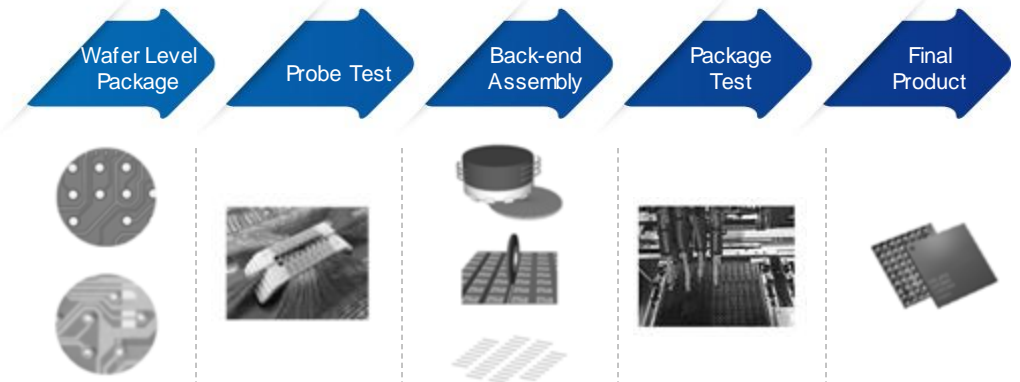 Wafer Level
Package
Probe Test
Back-end
Assembly
Package
Test
Final
Product